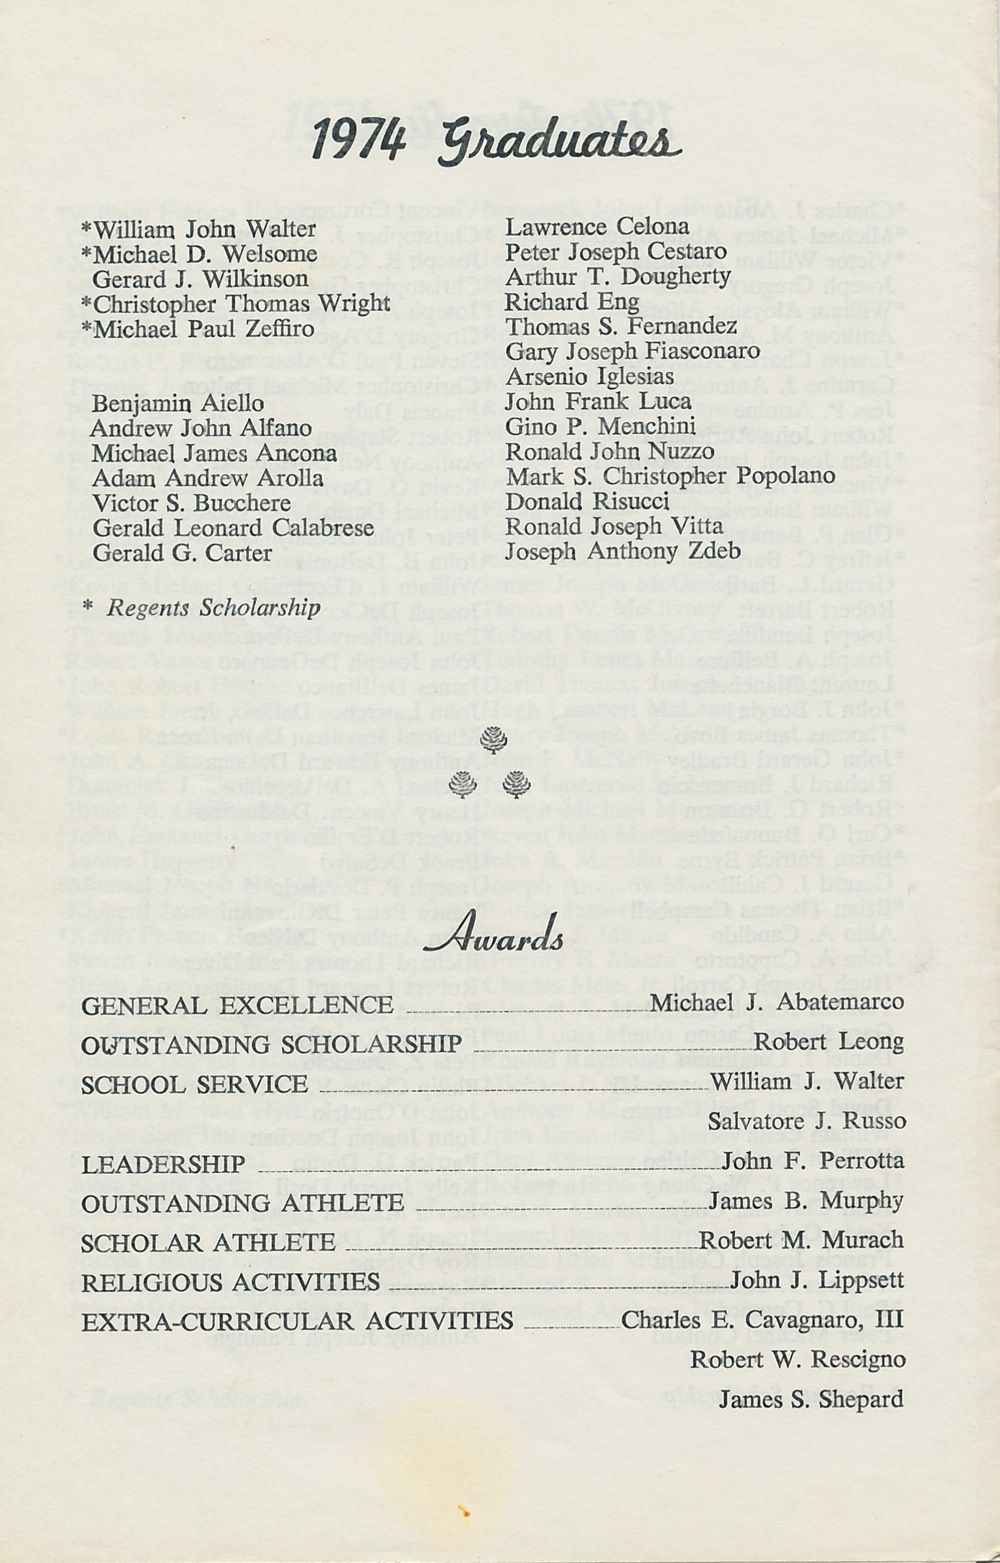 1974 Graduates
*William John Walter
*Michael D. Welsome
Gerard J. Wilkinson
*Christopher Thomas Wright
*Michael Paul Zeffiro
Benjamin Aiello
Andrew John Alfano
Michael James Ancona
Adam Andrew Arolla
Victor S. Bucchere
Gerald Leonard Calabrese
Gerald G. Carter
* Regents Scholarship
Lawrence Celona
Peter Joseph Cestaro
Arthur T. Dougherty
Richard Eng
Thomas S. Fernandez
Gary Joseph Fiasconaro
Arsenio Iglesias
John Frank Luca
Gino P. Menchini
Ronald John Nuzzo
Mark S. Christopher Popolano
Donald Risucci
Ronald Joseph Vitta
Joseph Anthony Zdeb
Awards
GENERAL EXCELLENCE Michael J. Abatemarco
OUTSTANDING SCHOLARSHIP Robert Leong
SCHOOL SERVICE William J. Walter
Salvatore J. Russo
LEADERSHIP John F. Perrotta
OUTSTANDING ATHLETE James B. Murphy
SCHOLAR ATHLETE Robert M. Murach
RELIGIOUS ACTIVITIES John J. Lippsett
EXTRA-CURRICULAR ACTIVITIES Charles E. Cavagnaro, III
Robert W. Rescigno
James S. Shepard